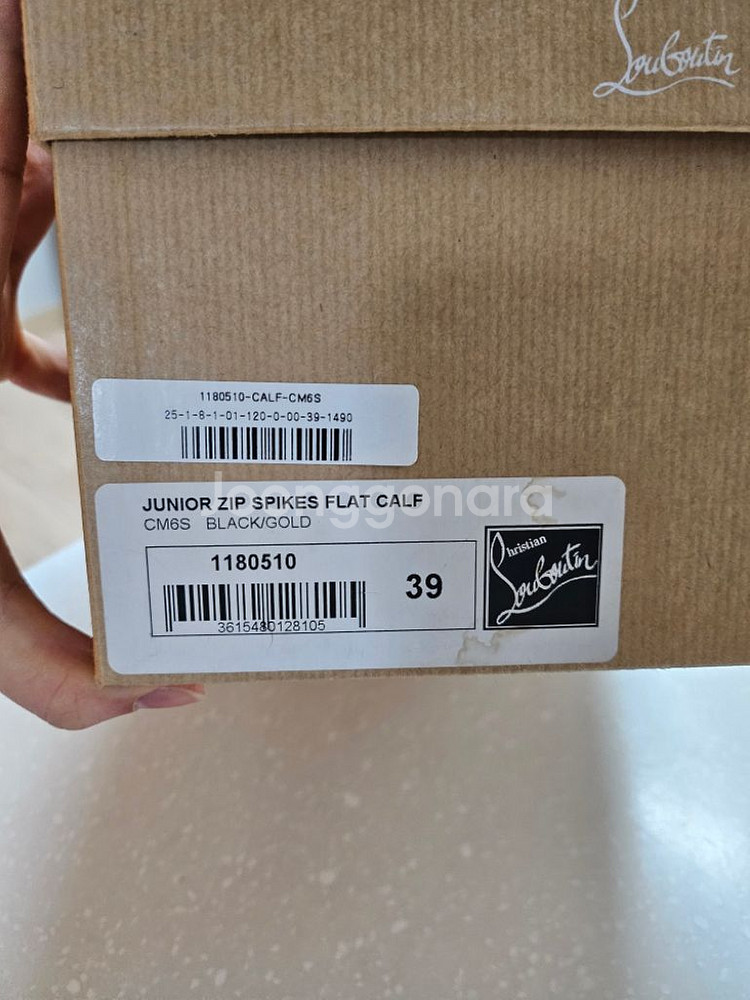 Louboutin
1180510-CALF-CM6S
25-1-8-1-01-120-0-00-39-1490
Joonggonara
JUNIOR ZIP SPIKES FLAT CALF
CM6S BLACK/GOLD
1180510
39
3615480128105
Christian
Louboutin